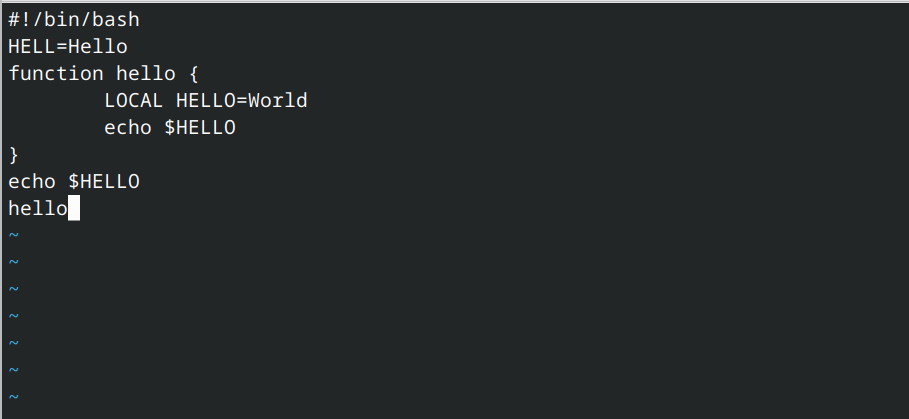 #!/bin/bash
HELL=Hello
function hello {
        LOCAL HELLO=World
        echo $HELLO
}
echo $HELLO
hello
~
~
~
~
~
~
~